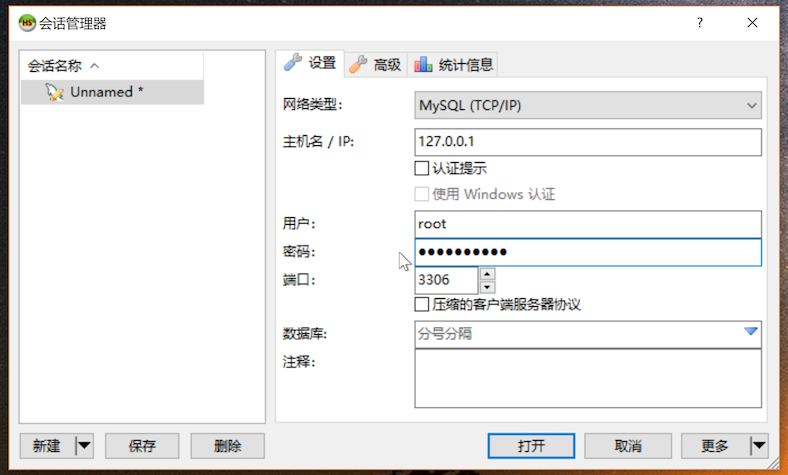 HS 会话管理器 ?
会话名称
Unnamed *
设置 高级 统计信息
网络类型: MySQL (TCP/IP)
主机名 / IP: 127.0.0.1
认证提示
使用 Windows 认证
用户: root
密码: ●●●●●●●●●●
端口: 3306
压缩的客户端服务器协议
数据库: 分号分隔
注释:
新建 保存 删除 打开 取消 更多